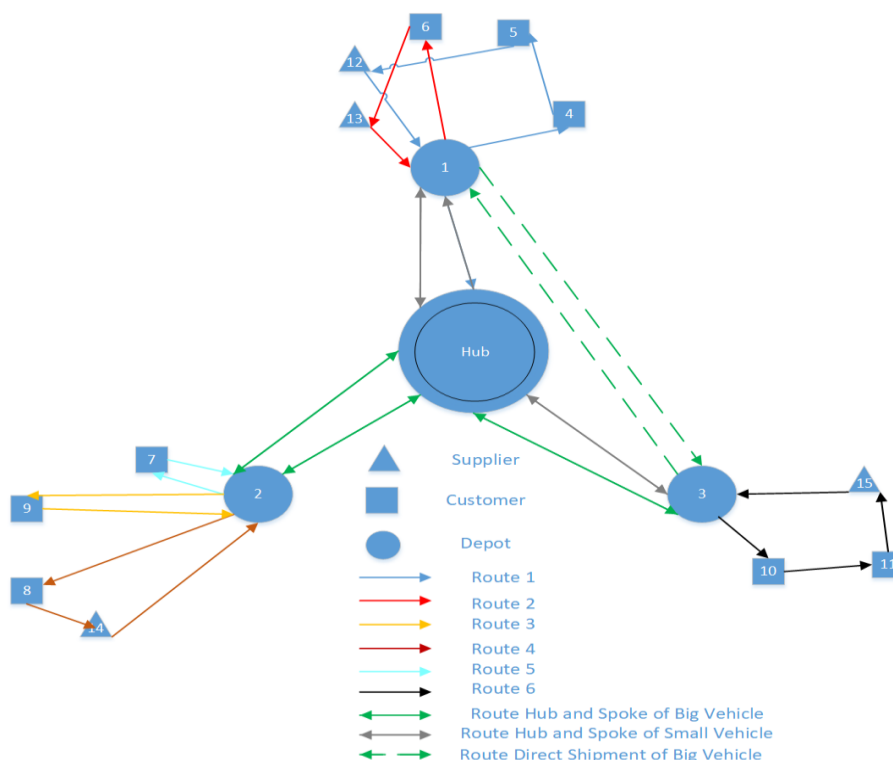 6
5
12
4
13
1
Hub
7
Supplier
2
3
15
9
Customer
Depot
10
11
8
Route 1
14
Route 2
Route 3
Route 4
Route 5
Route 6
Route Hub and Spoke of Big Vehicle
Route Hub and Spoke of Small Vehicle
Route Direct Shipment of Big Vehicle